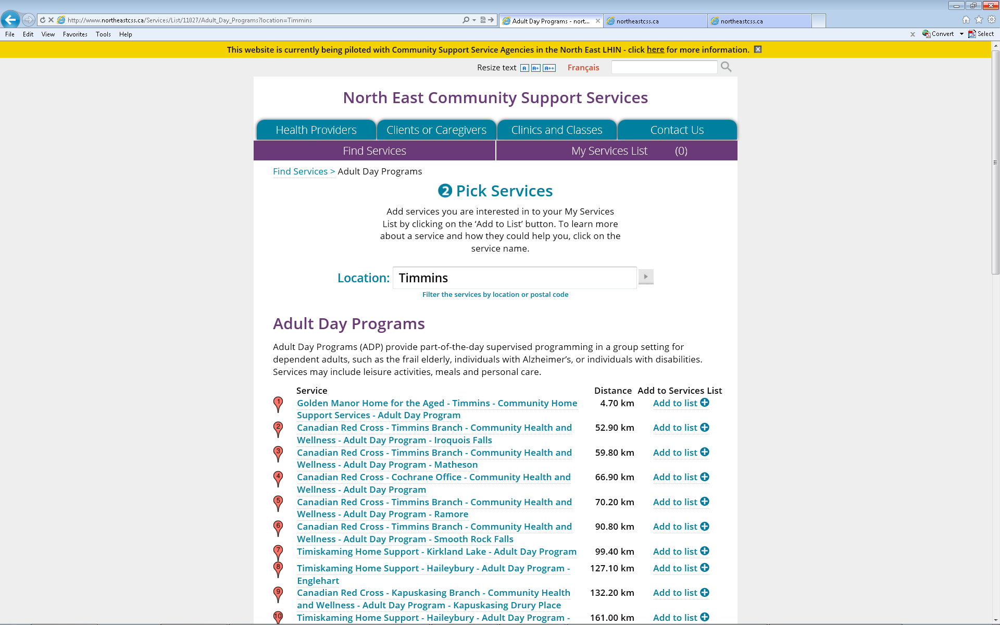 http://www.northeastcss.ca/Services/List/11027/Adult_Day_Programs?location=Timmins
Adult Day Programs - nort...
northeastcss.ca
northeastcss.ca
File Edit View Favorites Tools Help
Convert Select
This website is currently being piloted with Community Support Service Agencies in the North East LHIN - click here for more information.
Resize text A A+ A++ Français
North East Community Support Services
Health Providers Clients or Caregivers Clinics and Classes Contact Us
Find Services My Services List (0)
Find Services > Adult Day Programs
2 Pick Services
Add services you are interested in to your My Services
List by clicking on the ‘Add to List’ button. To learn more
about a service and how they could help you, click on the
service name.
Location: Timmins
Filter the services by location or postal code
Adult Day Programs
Adult Day Programs (ADP) provide part-of-the-day supervised programming in a group setting for
dependent adults, such as the frail elderly, individuals with Alzheimer’s, or individuals with disabilities.
Services may include leisure activities, meals and personal care.
Service Distance Add to Services List
1 Golden Manor Home for the Aged - Timmins - Community Home 4.70 km Add to list
Support Services - Adult Day Program
2 Canadian Red Cross - Timmins Branch - Community Health and 52.90 km Add to list
Wellness - Adult Day Program - Iroquois Falls
3 Canadian Red Cross - Timmins Branch - Community Health and 59.80 km Add to list
Wellness - Adult Day Program - Matheson
4 Canadian Red Cross - Cochrane Office - Community Health and 66.90 km Add to list
Wellness - Adult Day Program
5 Canadian Red Cross - Timmins Branch - Community Health and 70.20 km Add to list
Wellness - Adult Day Program - Ramore
6 Canadian Red Cross - Timmins Branch - Community Health and 90.80 km Add to list
Wellness - Adult Day Program - Smooth Rock Falls
7 Timiskaming Home Support - Kirkland Lake - Adult Day Program 99.40 km Add to list
8 Timiskaming Home Support - Haileybury - Adult Day Program - 127.10 km Add to list
Englehart
9 Canadian Red Cross - Kapuskasing Branch - Community Health 132.20 km Add to list
and Wellness - Adult Day Program - Kapuskasing Drury Place
10 Timiskaming Home Support - Haileybury - Adult Day Program - 161.00 km Add to list